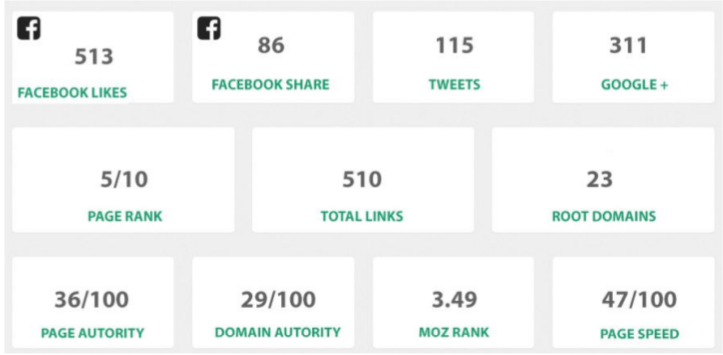 513
FACEBOOK LIKES
86
FACEBOOK SHARE
115
TWEETS
311
GOOGLE +
5/10
PAGE RANK
510
TOTAL LINKS
23
ROOT DOMAINS
36/100
PAGE AUTORITY
29/100
DOMAIN AUTORITY
3.49
MOZ RANK
47/100
PAGE SPEED